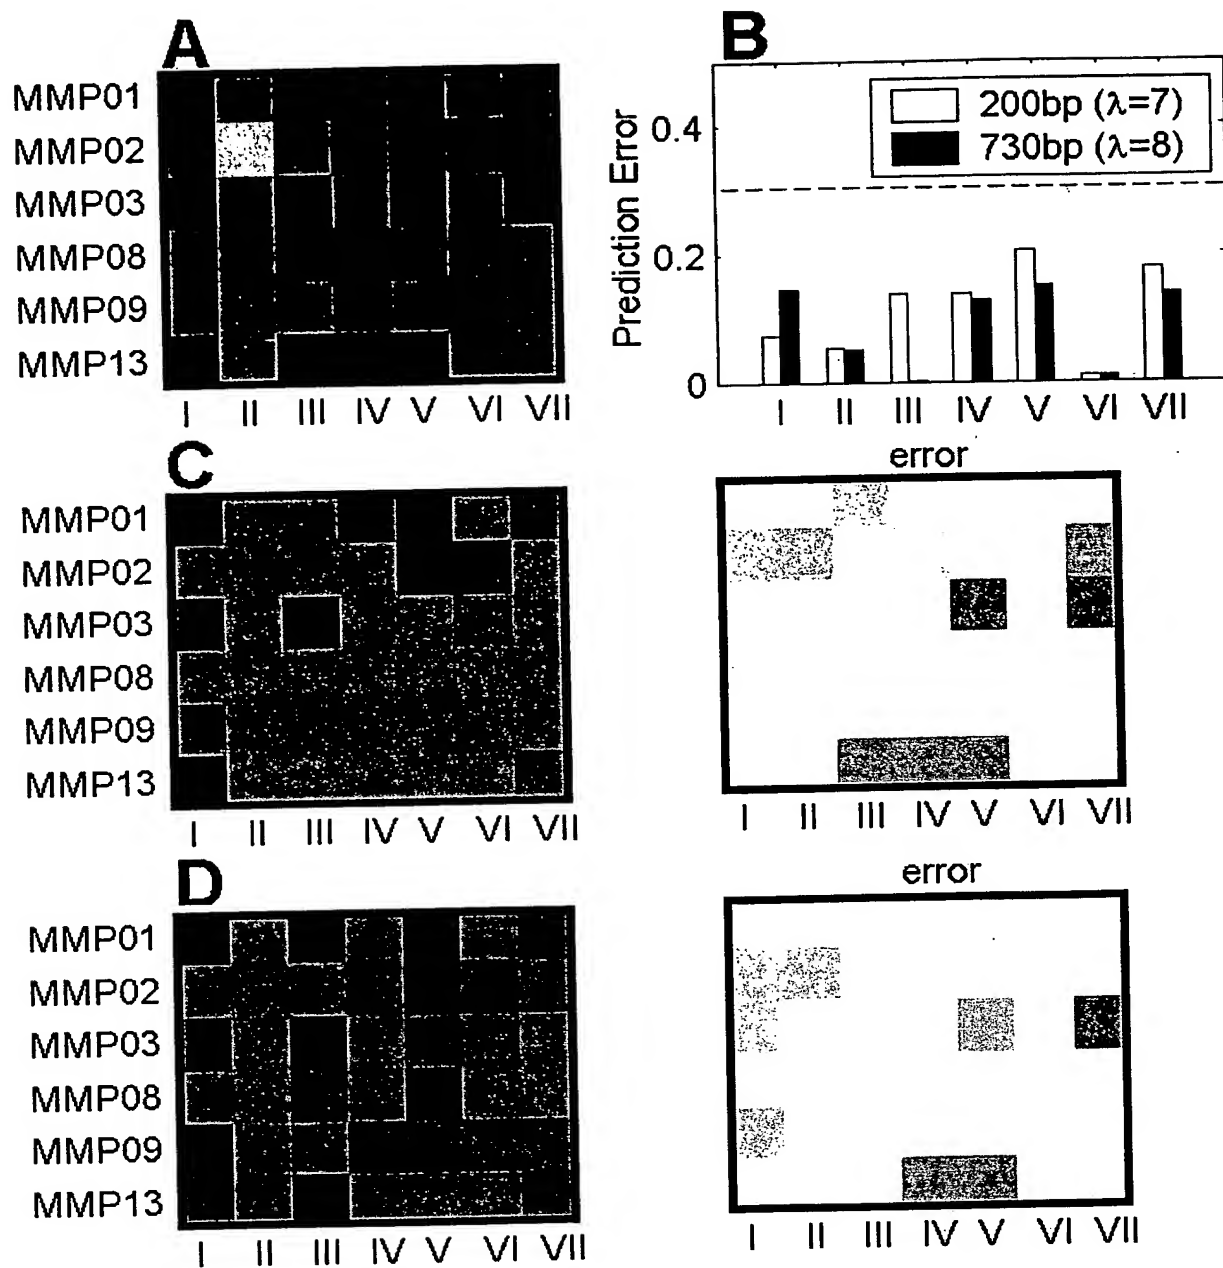 A
MMP01
MMP02
MMP03
MMP08
MMP09
MMP13
I II III IV V VI VII
B
Prediction Error
0.4
0.2
0
200bp (λ=7)
730bp (λ=8)
I II III IV V VI VII
C
MMP01
MMP02
MMP03
MMP08
MMP09
MMP13
I II III IV V VI VII
error
I II III IV V VI VII
D
MMP01
MMP02
MMP03
MMP08
MMP09
MMP13
I II III IV V VI VII
error
I II III IV V VI VII